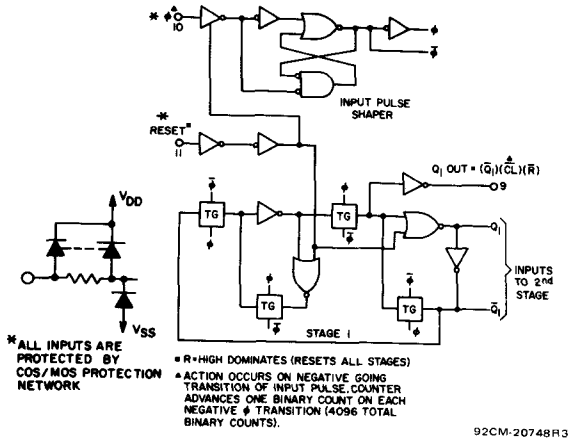 * ϕ▲
10
ϕ
ϕ̅
INPUT PULSE
SHAPER
*
RESET▪
11
Q₁ OUT = (Q̅₁)(C̅L̅)(R̅)
▲
9
ϕ̅
TG
ϕ
ϕ
TG
ϕ̅
Q₁
VDD
INPUTS
TO 2nd
STAGE
ϕ
TG
ϕ̅
ϕ̅
TG
ϕ
Q̅₁
VSS
STAGE I
*ALL INPUTS ARE
PROTECTED BY
COS/MOS PROTECTION
NETWORK
▪ R=HIGH DOMINATES (RESETS ALL STAGES)
▲ ACTION OCCURS ON NEGATIVE GOING
TRANSITION OF INPUT PULSE. COUNTER
ADVANCES ONE BINARY COUNT ON EACH
NEGATIVE ϕ TRANSITION (4096 TOTAL
BINARY COUNTS).
92CM-20748R3